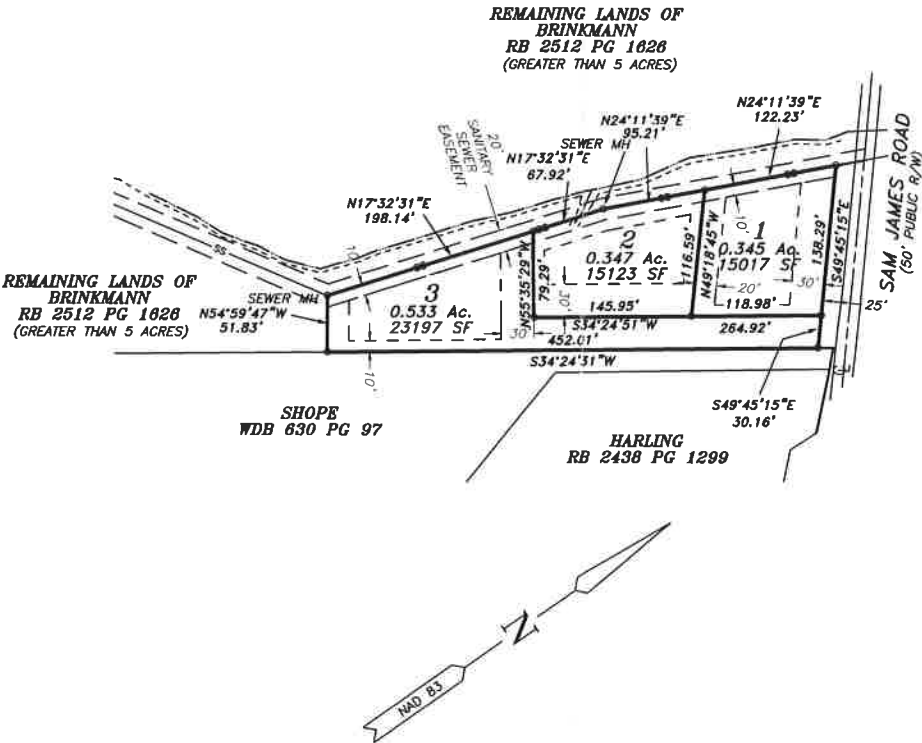 REMAINING LANDS OF
BRINKMANN
RB 2512 PG 1626
(GREATER THAN 5 ACRES)
N24°11'39"E
122.23'
N24°11'39"E
95.21'
SEWER MH
N17°32'31"E
67.92'
20'
SANITARY
SEWER
EASEMENT
N17°32'31"E
198.14'
SAM JAMES ROAD
(50' PUBLIC R/W)
REMAINING LANDS OF
BRINKMANN
RB 2512 PG 1626
(GREATER THAN 5 ACRES)
SS
SEWER MH
N54°59'47"W
51.83'
10'
3
0.533 Ac.
23197 SF
20'
N55°35'29"W
79.29'
2
0.347 Ac.
15123 SF
30'
116.59'
N49°18'45"W
10'
1
0.345 Ac.
15017 SF
20'
30'
138.29'
S49°45'15"E
25'
145.95'
118.98'
30'
S34°24'51"W
264.92'
452.01'
S34°24'31"W
10'
S49°45'15"E
30.16'
SHOPE
WDB 630 PG 97
HARLING
RB 2438 PG 1299
N
NAD 83